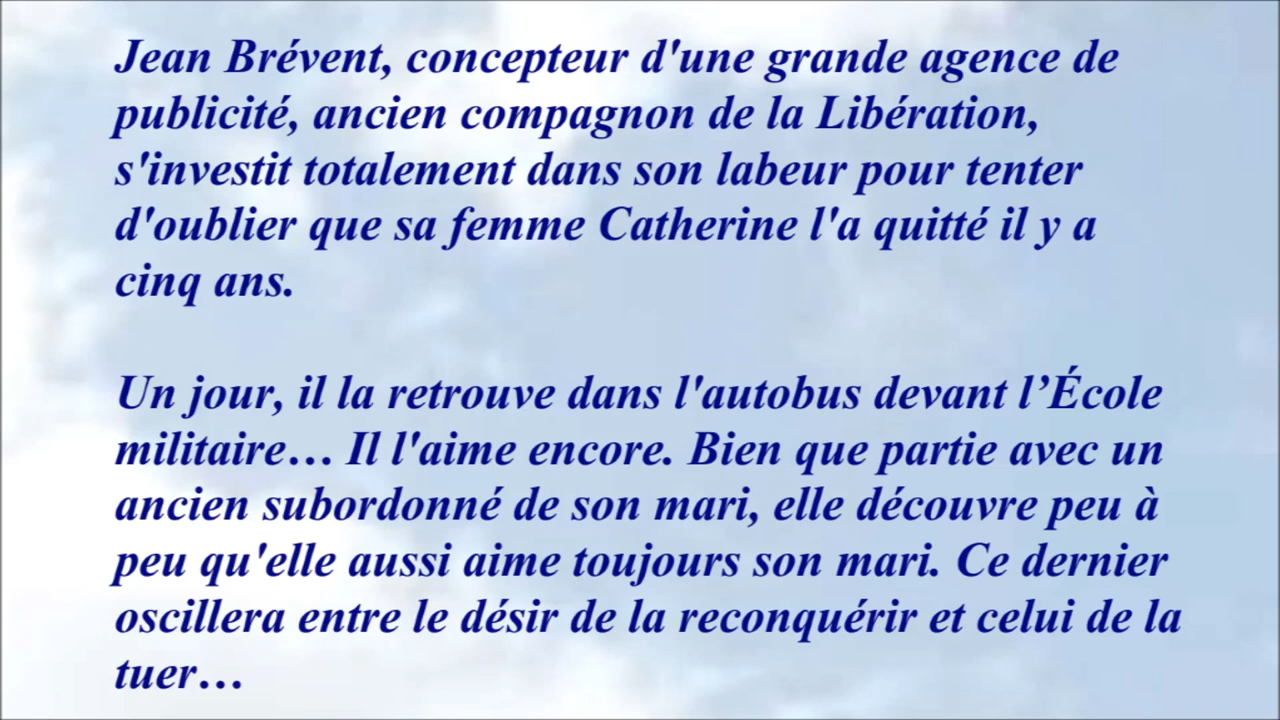 Jean Brévent, concepteur d'une grande agence de
publicité, ancien compagnon de la Libération,
s'investit totalement dans son labeur pour tenter
d'oublier que sa femme Catherine l'a quitté il y a
cinq ans.
Un jour, il la retrouve dans l'autobus devant l’École
militaire… Il l'aime encore. Bien que partie avec un
ancien subordonné de son mari, elle découvre peu à
peu qu'elle aussi aime toujours son mari. Ce dernier
oscillera entre le désir de la reconquérir et celui de la
tuer…